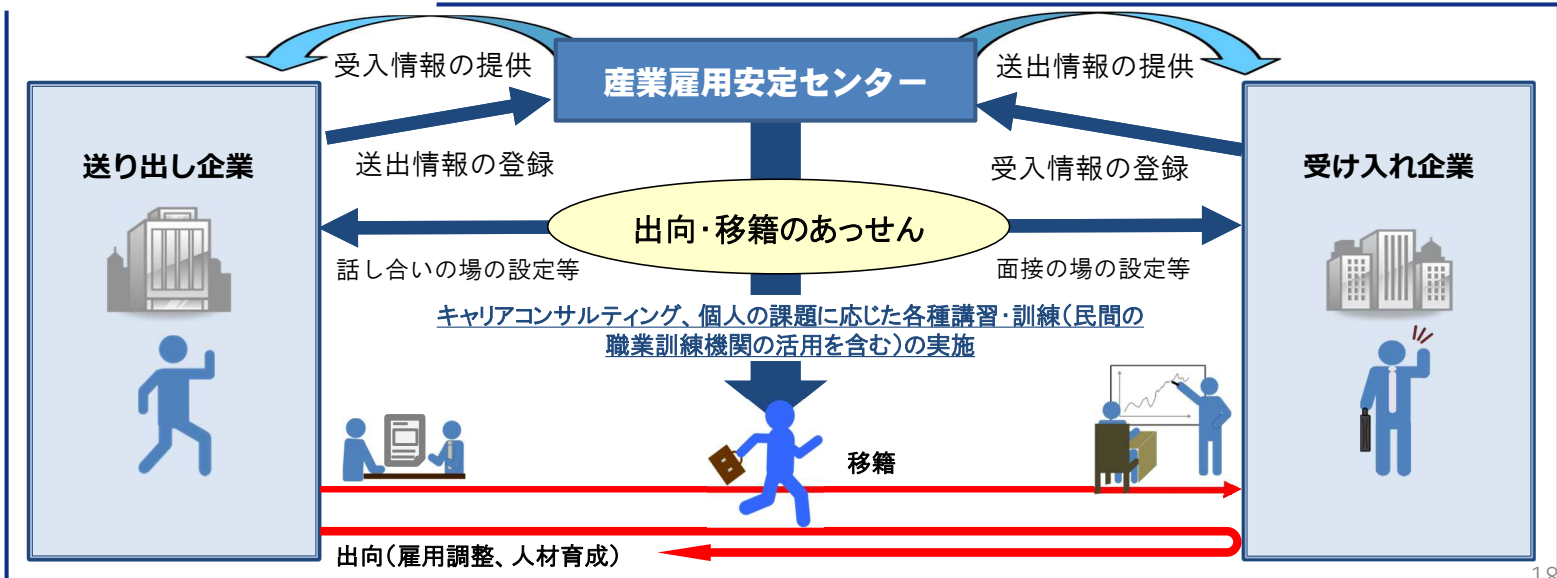 産業雇用安定センター
受入情報の提供
送出情報の提供
送り出し企業
送出情報の登録
受入情報の登録
受け入れ企業
出向・移籍のあっせん
話し合いの場の設定等
面接の場の設定等
キャリアコンサルティング、個人の課題に応じた各種講習・訓練(民間の
職業訓練機関の活用を含む)の実施
移籍
出向(雇用調整、人材育成)